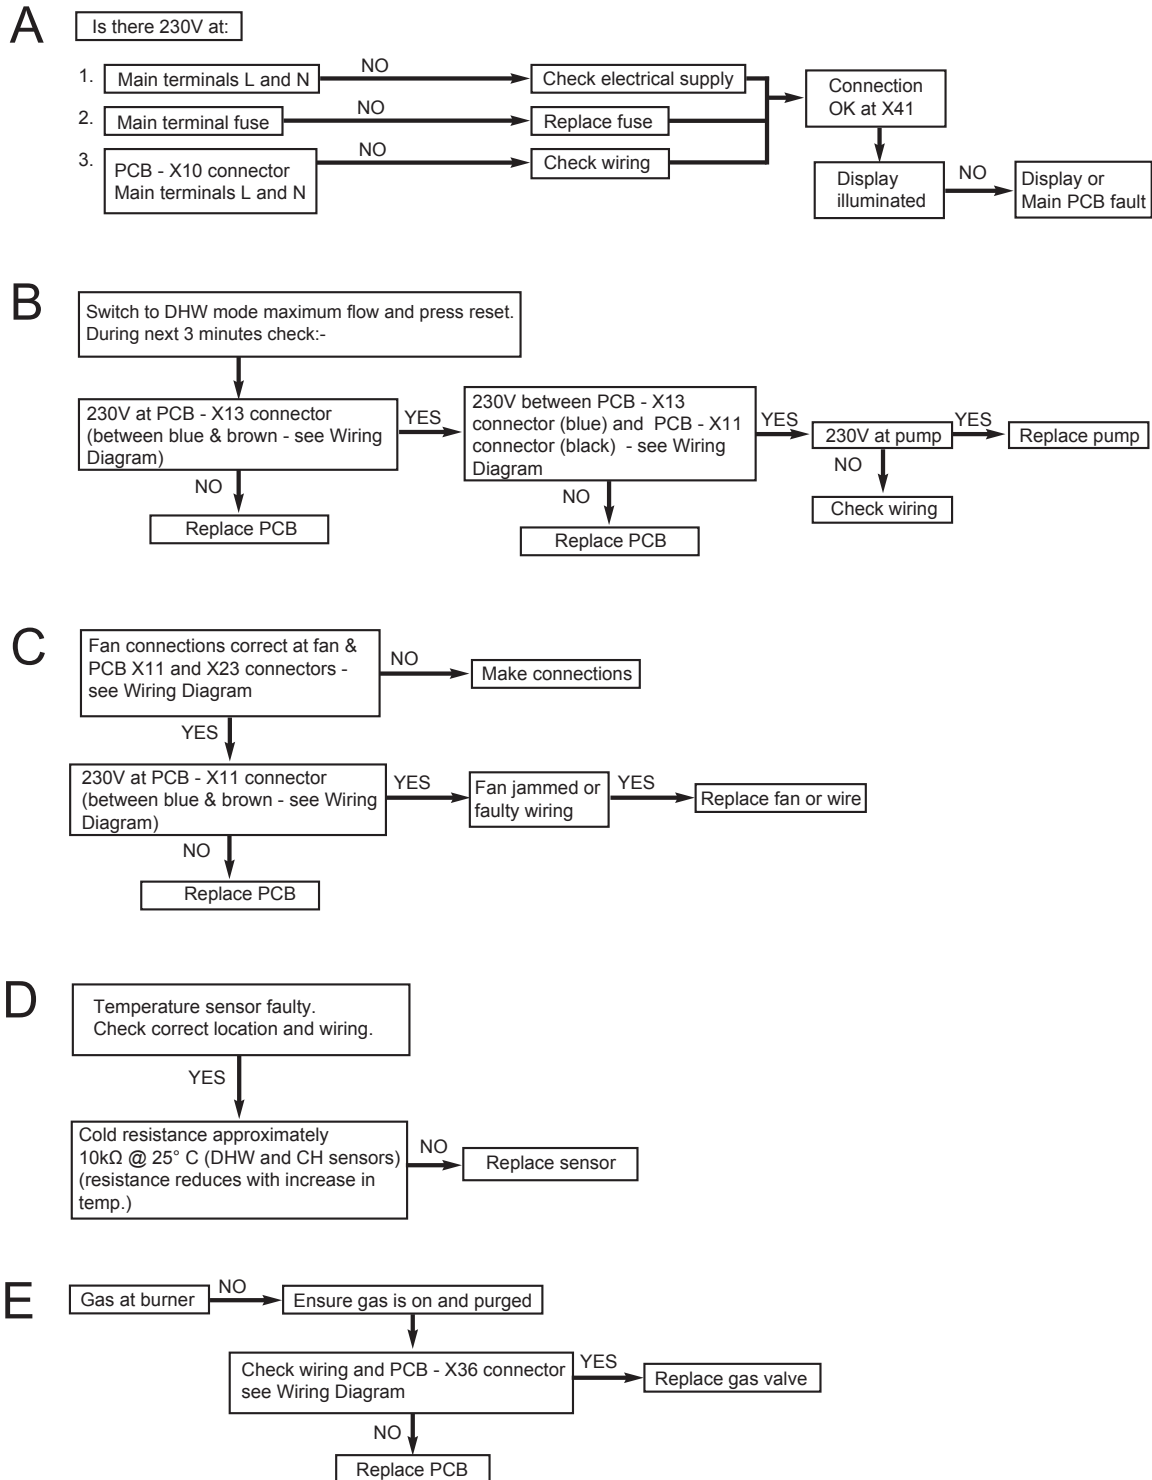 A
Is there 230V at:
1.
Main terminals L and N
NO
Check electrical supply
Connection
OK at X41
2.
Main terminal fuse
NO
Replace fuse
3.
PCB - X10 connector
Main terminals L and N
NO
Check wiring
Display
illuminated
NO
Display or
Main PCB fault
B
Switch to DHW mode maximum flow and press reset.
During next 3 minutes check:-
230V at PCB - X13 connector
(between blue & brown - see Wiring
Diagram)
YES
230V between PCB - X13
connector (blue) and PCB - X11
connector (black) - see Wiring
Diagram
YES
230V at pump
YES
Replace pump
NO
Replace PCB
NO
Replace PCB
NO
Check wiring
C
Fan connections correct at fan &
PCB X11 and X23 connectors -
see Wiring Diagram
NO
Make connections
YES
230V at PCB - X11 connector
(between blue & brown - see Wiring
Diagram)
YES
Fan jammed or
faulty wiring
YES
Replace fan or wire
NO
Replace PCB
D
Temperature sensor faulty.
Check correct location and wiring.
YES
Cold resistance approximately
10kΩ @ 25° C (DHW and CH sensors)
(resistance reduces with increase in
temp.)
NO
Replace sensor
E
Gas at burner
NO
Ensure gas is on and purged
Check wiring and PCB - X36 connector
see Wiring Diagram
YES
Replace gas valve
NO
Replace PCB